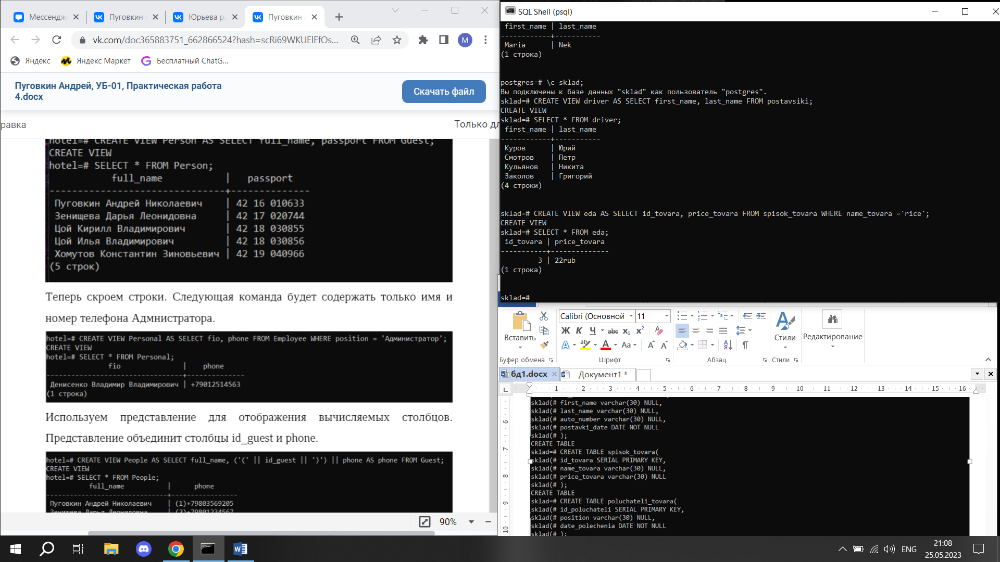 Мессендж
Пуговкин А
Юрьева ра
Пуговкин
vk.com/doc365883751_662866524?hash=scRi69WKUElFfOs...
M
Яндекс
Яндекс Маркет
Бесплатный ChatG...
Пуговкин Андрей, УБ-01, Практическая работа 4.docx
Скачать файл
равка
Только дл
hotel=# CREATE VIEW Person AS SELECT full_name, passport FROM Guest;
CREATE VIEW
hotel=# SELECT * FROM Person;
full_name | passport
-------------------------------+--------------
Пуговкин Андрей Николаевич | 42 16 010633
Зенищева Дарья Леонидовна | 42 17 020744
Цой Кирилл Владимирович | 42 18 030855
Цой Илья Владимирович | 42 18 030856
Хомутов Константин Зиновьевич | 42 19 040966
(5 строк)
Теперь скроем строки. Следующая команда будет содержать только имя и
номер телефона Адмнистратора.
hotel=# CREATE VIEW Personal AS SELECT fio, phone FROM Employee WHERE position = 'Администратор';
CREATE VIEW
hotel=# SELECT * FROM Personal;
fio | phone
---------------------------------+--------------
Денисенко Владимир Владимирович | +79012514563
(1 строка)
Используем представление для отображения вычисляемых столбцов.
Представление объединит столбцы id_guest и phone.
hotel=# CREATE VIEW People AS SELECT full_name, ('(' || id_guest || ')') || phone AS phone FROM Guest;
CREATE VIEW
hotel=# SELECT * FROM People;
full_name | phone
-----------------------------+----------------
Пуговкин Андрей Николаевич | (1)+79803569205
Зенищева Дарья Леонидовна | (2)+79801234567
90%
SQL Shell (psql)
first_name | last_name
------------+-----------
Maria | Nek
(1 строка)
postgres=# \c sklad;
Вы подключены к базе данных "sklad" как пользователь "postgres".
sklad=# CREATE VIEW driver AS SELECT first_name, last_name FROM postavsiki;
CREATE VIEW
sklad=# SELECT * FROM driver;
first_name | last_name
------------+-----------
Куров | Юрий
Смотров | Петр
Кульянов | Никита
Заколов | Григорий
(4 строки)
sklad=# CREATE VIEW eda AS SELECT id_tovara, price_tovara FROM spisok_tovara WHERE name_tovara ='rice';
CREATE VIEW
sklad=# SELECT * FROM eda;
id_tovara | price_tovara
-----------+--------------
3 | 22rub
(1 строка)
sklad=#
Вставить
Calibri (Основной
11
Ж К Ч abc x₂ x²
A A Aa A A
Стили
Редактирование
Буфер обмена
Шрифт
Абзац
Стили
бд1.docx
Документ1 *
1 2 3 4 5 6 7 8 9 10 11 12 13 14 15 16
6
7
8
9
10
sklad(# first_name varchar(30) NULL,
sklad(# last_name varchar(30) NULL,
sklad(# auto_number varchar(30) NULL,
sklad(# postavki_date DATE NOT NULL
sklad(# );
CREATE TABLE
sklad=# CREATE TABLE spisok_tovara(
sklad(# id_tovara SERIAL PRIMARY KEY,
sklad(# name_tovara varchar(30) NULL,
sklad(# price_tovara varchar(30) NULL
sklad(# );
CREATE TABLE
sklad=# CREATE TABLE poluchateli_tovara(
sklad(# id_poluchateli SERIAL PRIMARY KEY,
sklad(# position varchar(30) NULL,
sklad(# date_polechenia DATE NOT NULL
sklad(# );
ENG
21:08
25.05.2023